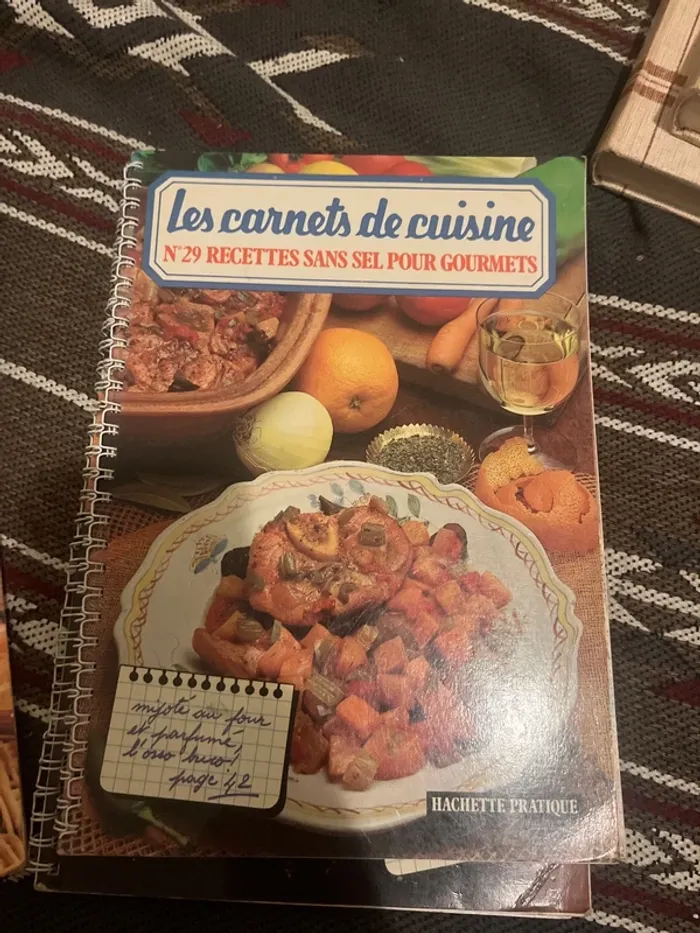 Les carnets de cuisine
N°29 RECETTES SANS SEL POUR GOURMETS
mijoté au four
et parfumé,
l'osso buco!
page 42
HACHETTE PRATIQUE